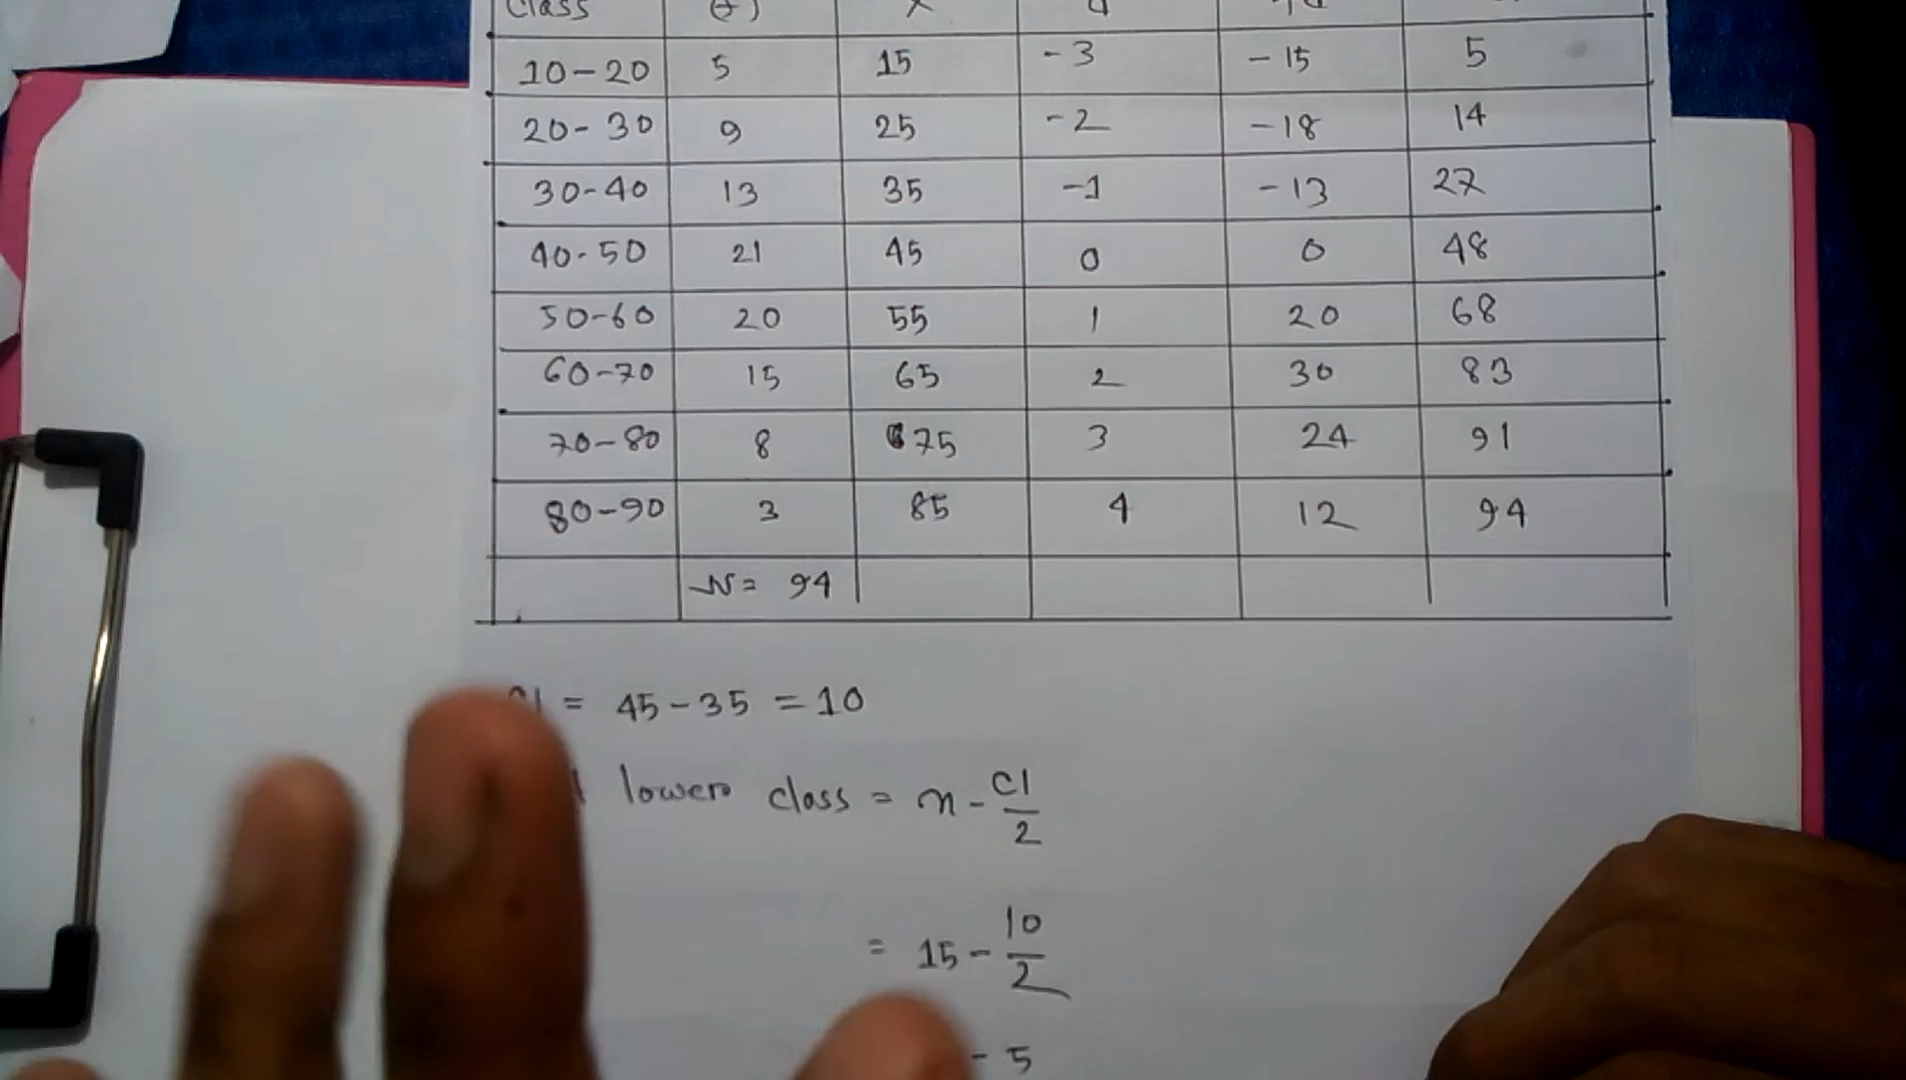 Class (f) x d fd
10-20 5 15 -3 -15 5
20-30 9 25 -2 -18 14
30-40 13 35 -1 -13 27
40-50 21 45 0 0 48
50-60 20 55 1 20 68
60-70 15 65 2 30 83
70-80 8 75 3 24 91
80-90 3 85 4 12 94
N = 94
CI = 45-35 = 10
lower class = x - CI/2
= 15 - 10/2
- 5